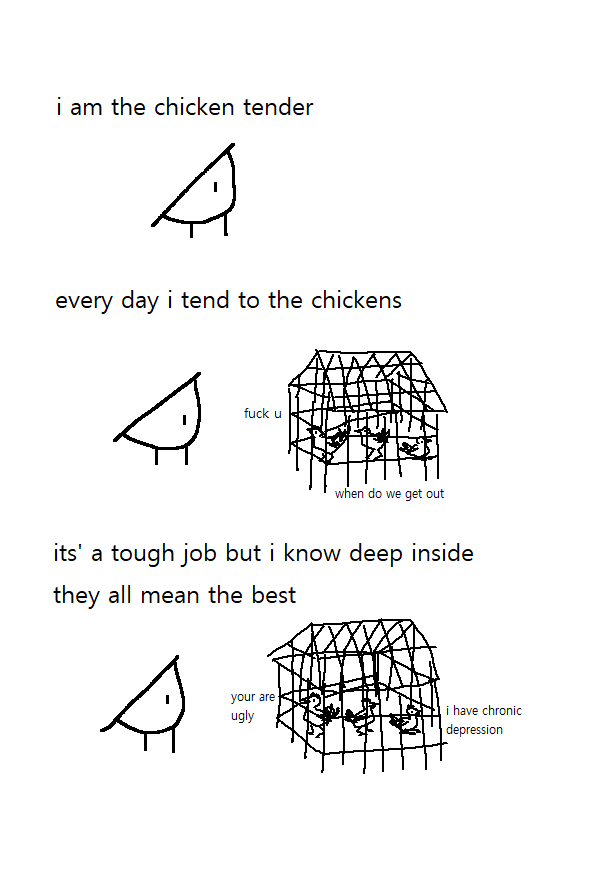 i am the chicken tender
every day i tend to the chickens
fuck u
when do we get out
its' a tough job but i know deep inside
they all mean the best
your are
ugly
i have chronic
depression